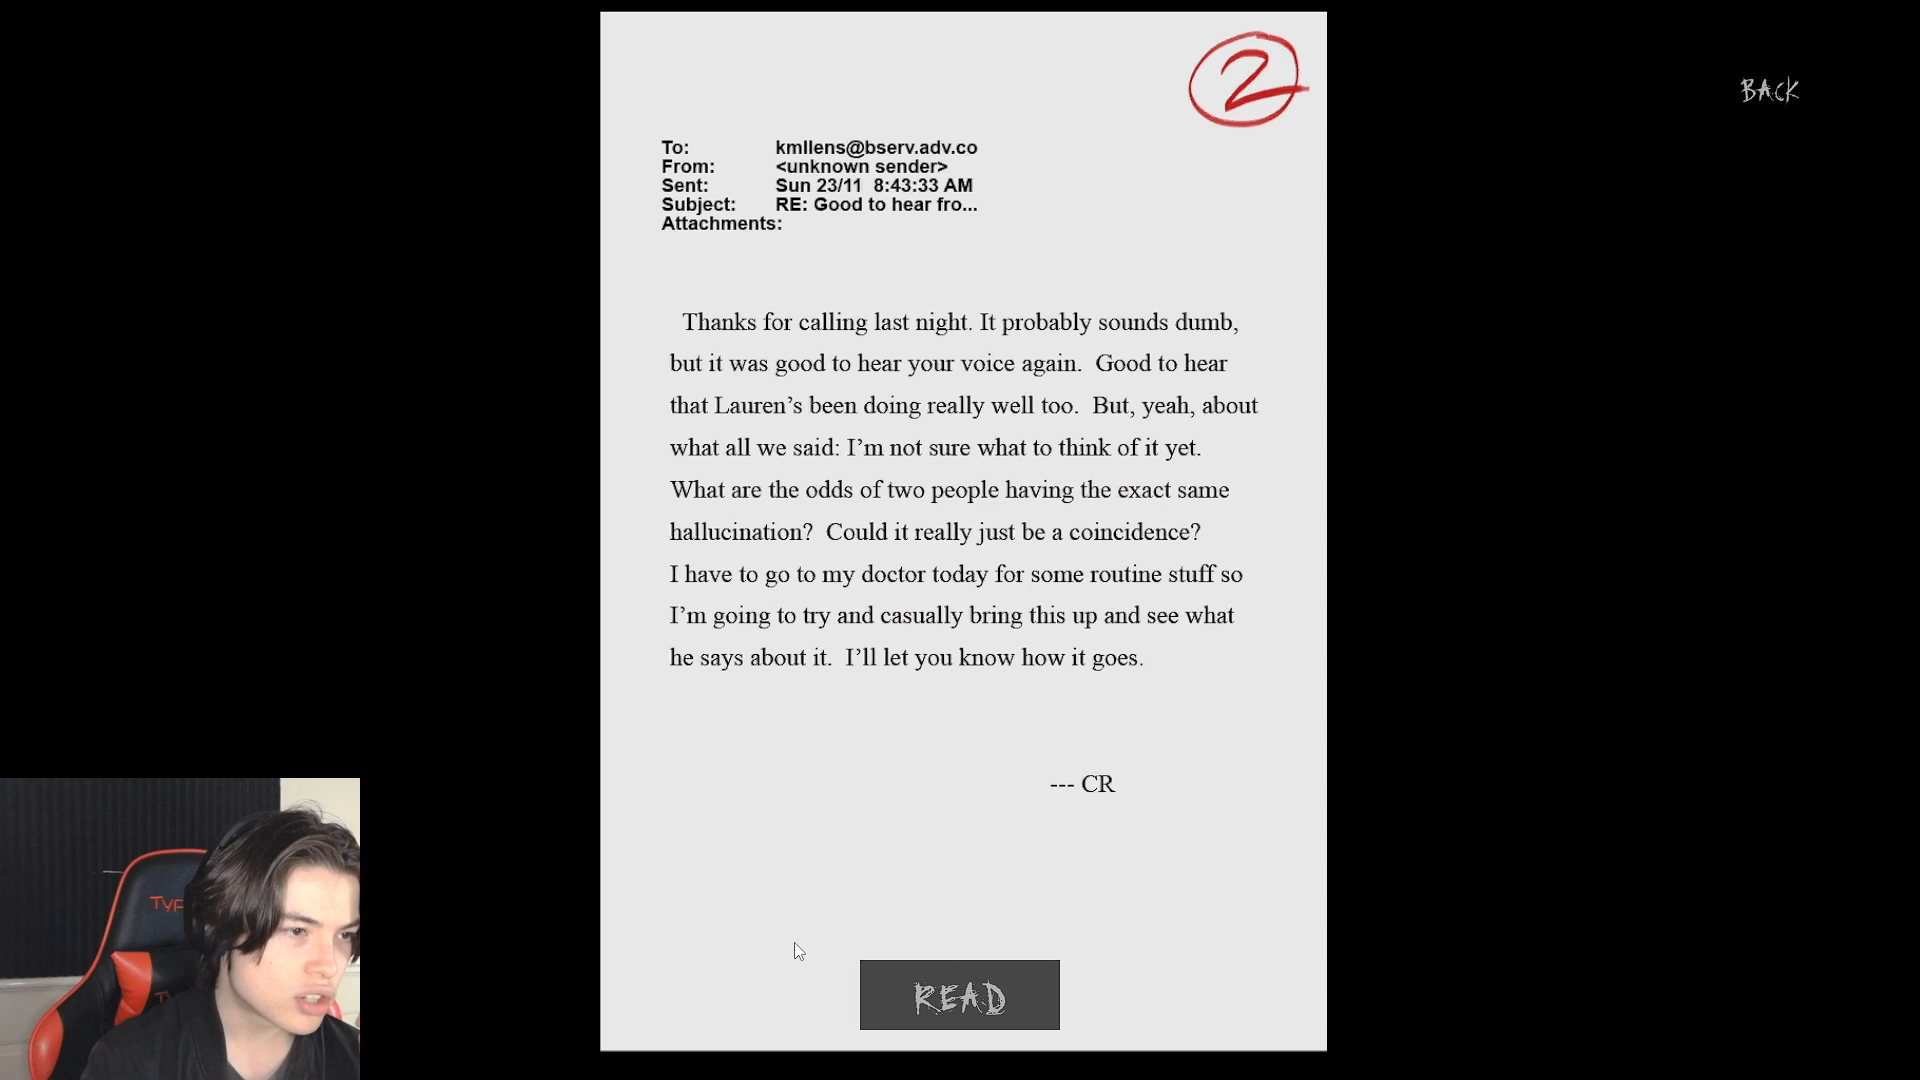 2
BACK
To: kmllens@bserv.adv.co
From: <unknown sender>
Sent: Sun 23/11 8:43:33 AM
Subject: RE: Good to hear fro...
Attachments:
Thanks for calling last night. It probably sounds dumb,
but it was good to hear your voice again. Good to hear
that Lauren’s been doing really well too. But, yeah, about
what all we said: I’m not sure what to think of it yet.
What are the odds of two people having the exact same
hallucination? Could it really just be a coincidence?
I have to go to my doctor today for some routine stuff so
I’m going to try and casually bring this up and see what
he says about it. I’ll let you know how it goes.
--- CR
READ